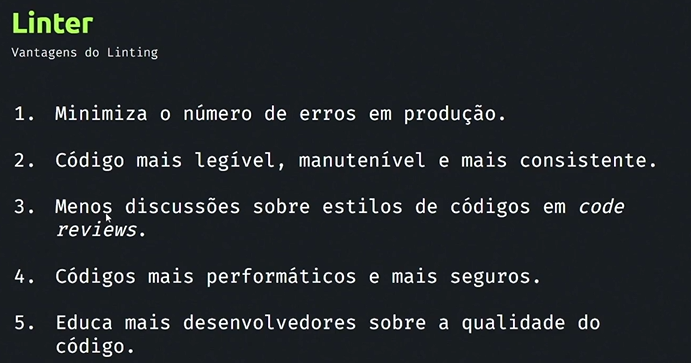 Linter
Vantagens do Linting
1. Minimiza o número de erros em produção.
2. Código mais legível, manutenível e mais consistente.
3. Menos discussões sobre estilos de códigos em code
reviews.
4. Códigos mais performáticos e mais seguros.
5. Educa mais desenvolvedores sobre a qualidade do
código.